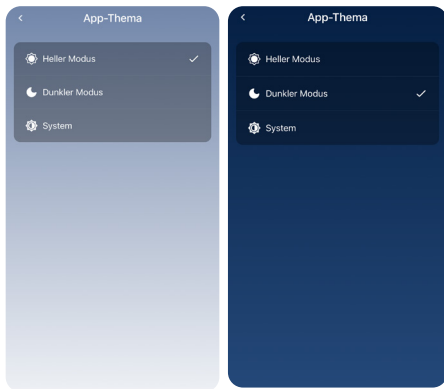 App-Thema
Heller Modus
Dunkler Modus
System
App-Thema
Heller Modus
Dunkler Modus
System